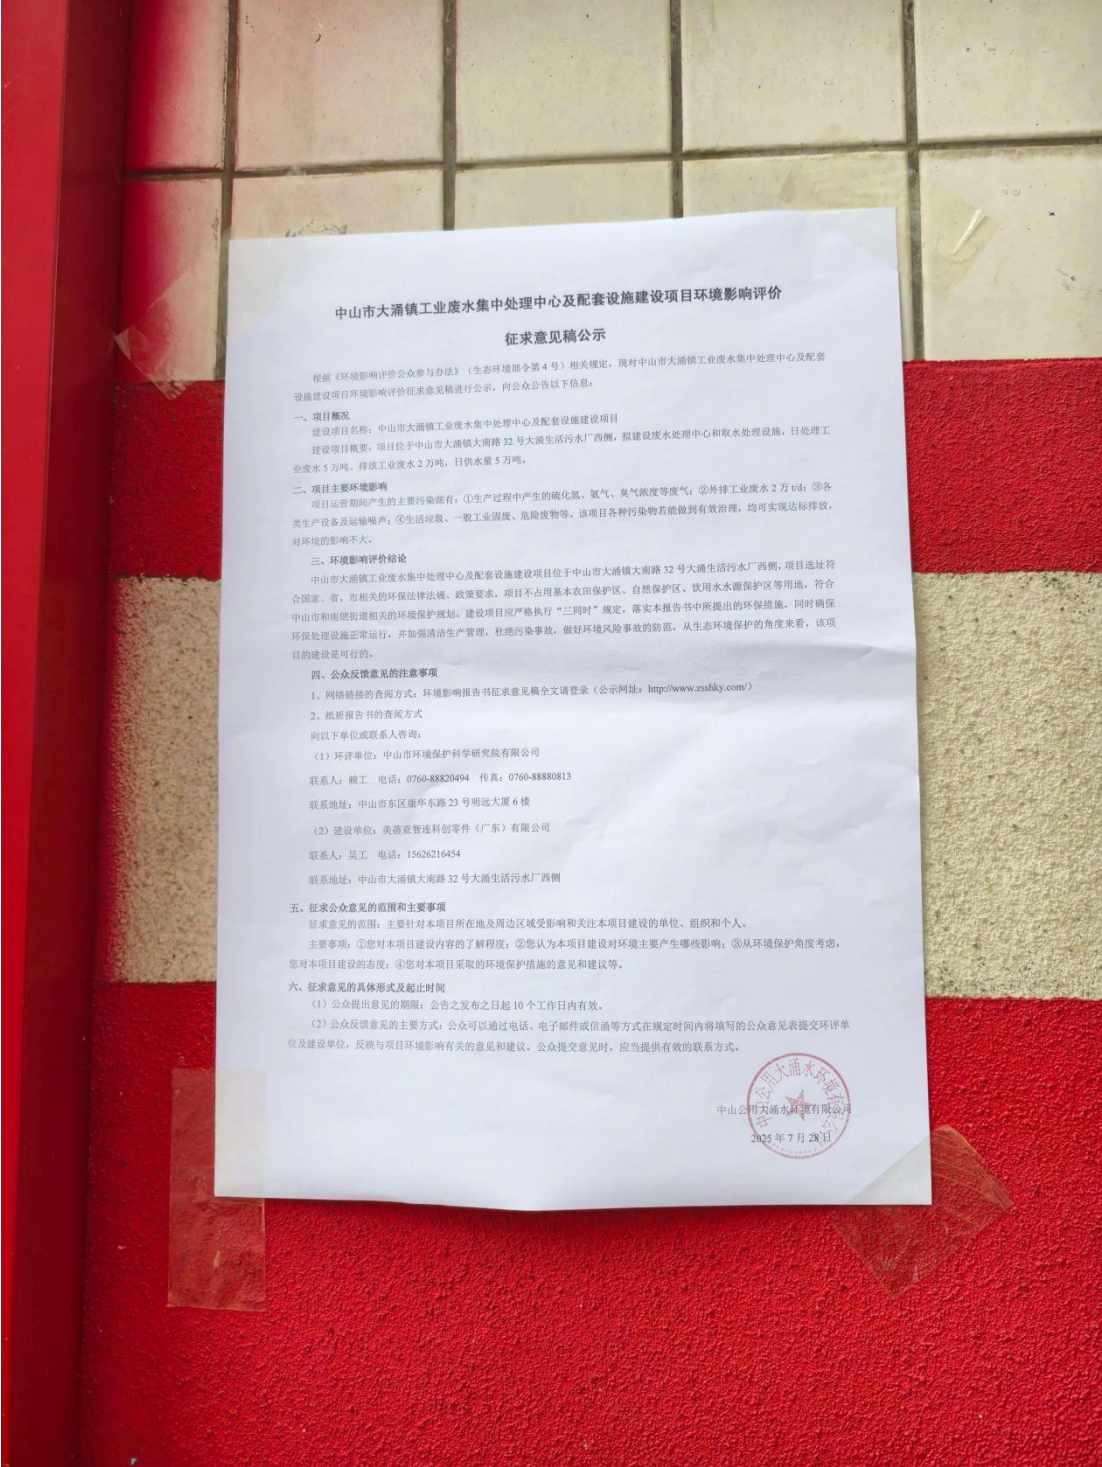 中山市大涌镇工业废水集中处理中心及配套设施建设项目环境影响评价
征求意见稿公示
根据《环境影响评价公众参与办法》（生态环境部令第 4 号）相关规定，现对中山市大涌镇工业废水集中处理中心及配套
设施建设项目环境影响评价征求意见稿进行公示，向公众公告以下信息：
一、项目概况
建设项目名称：中山市大涌镇工业废水集中处理中心及配套设施建设项目
建设项目概要：项目位于中山市大涌镇大南路 32 号大涌生活污水厂西侧，拟建设废水处理中心和取水处理设施，日处理工
业废水 5 万吨、排放工业废水 2 万吨，日供水量 5 万吨。
二、项目主要环境影响
项目运营期间产生的主要污染源有：①生产过程中产生的硫化氢、氨气、臭气浓度等废气；②外排工业废水 2 万 t/d；③各
类生产设备及运输噪声；④生活垃圾、一般工业固废、危险废物等。该项目各种污染物若能做到有效治理，均可实现达标排放，
对环境的影响不大。
三、环境影响评价结论
中山市大涌镇工业废水集中处理中心及配套设施建设项目位于中山市大涌镇大南路 32 号大涌生活污水厂西侧，项目选址符
合国家、省、市相关的环保法律法规、政策要求，项目不占用基本农田保护区、自然保护区、饮用水水源保护区等用地，符合
中山市和南朗街道相关的环境保护规划。建设项目应严格执行“三同时”规定，落实本报告书中所提出的环保措施，同时确保
环保处理设施正常运行，并加强清洁生产管理，杜绝污染事故，做好环境风险事故的防范，从生态环境保护的角度来看，该项
目的建设是可行的。
四、公众反馈意见的注意事项
1、网络链接的查阅方式：环境影响报告书征求意见稿全文请登录（公示网址：http://www.zsshky.com/）
2、纸质报告书的查阅方式
向以下单位或联系人咨询：
（1）环评单位：中山市环境保护科学研究院有限公司
联系人：赖工 电话：0760-88820494 传真：0760-88880813
联系地址：中山市东区康华东路 23 号明远大厦 6 楼
（2）建设单位：美蓓亚智连科创零件（广东）有限公司
联系人：吴工 电话：15626216454
联系地址：中山市大涌镇大南路 32 号大涌生活污水厂西侧
五、征求公众意见的范围和主要事项
征求意见的范围：主要针对本项目所在地及周边区域受影响和关注本项目建设的单位、组织和个人。
主要事项：①您对本项目建设内容的了解程度；②您认为本项目建设对环境主要产生哪些影响；③从环境保护角度考虑，
您对本项目建设的态度；④您对本项目采取的环境保护措施的意见和建议等。
六、征求意见的具体形式及起止时间
（1）公众提出意见的期限：公告之发布之日起 10 个工作日内有效。
（2）公众反馈意见的主要方式：公众可以通过电话、电子邮件或信函等方式在规定时间内将填写的公众意见表提交环评单
位及建设单位，反映与项目环境影响有关的意见和建议。公众提交意见时，应当提供有效的联系方式。
中山公用大涌水环境有限公司
中山公用大涌水环境有限公司
2025 年 7 月 28 日